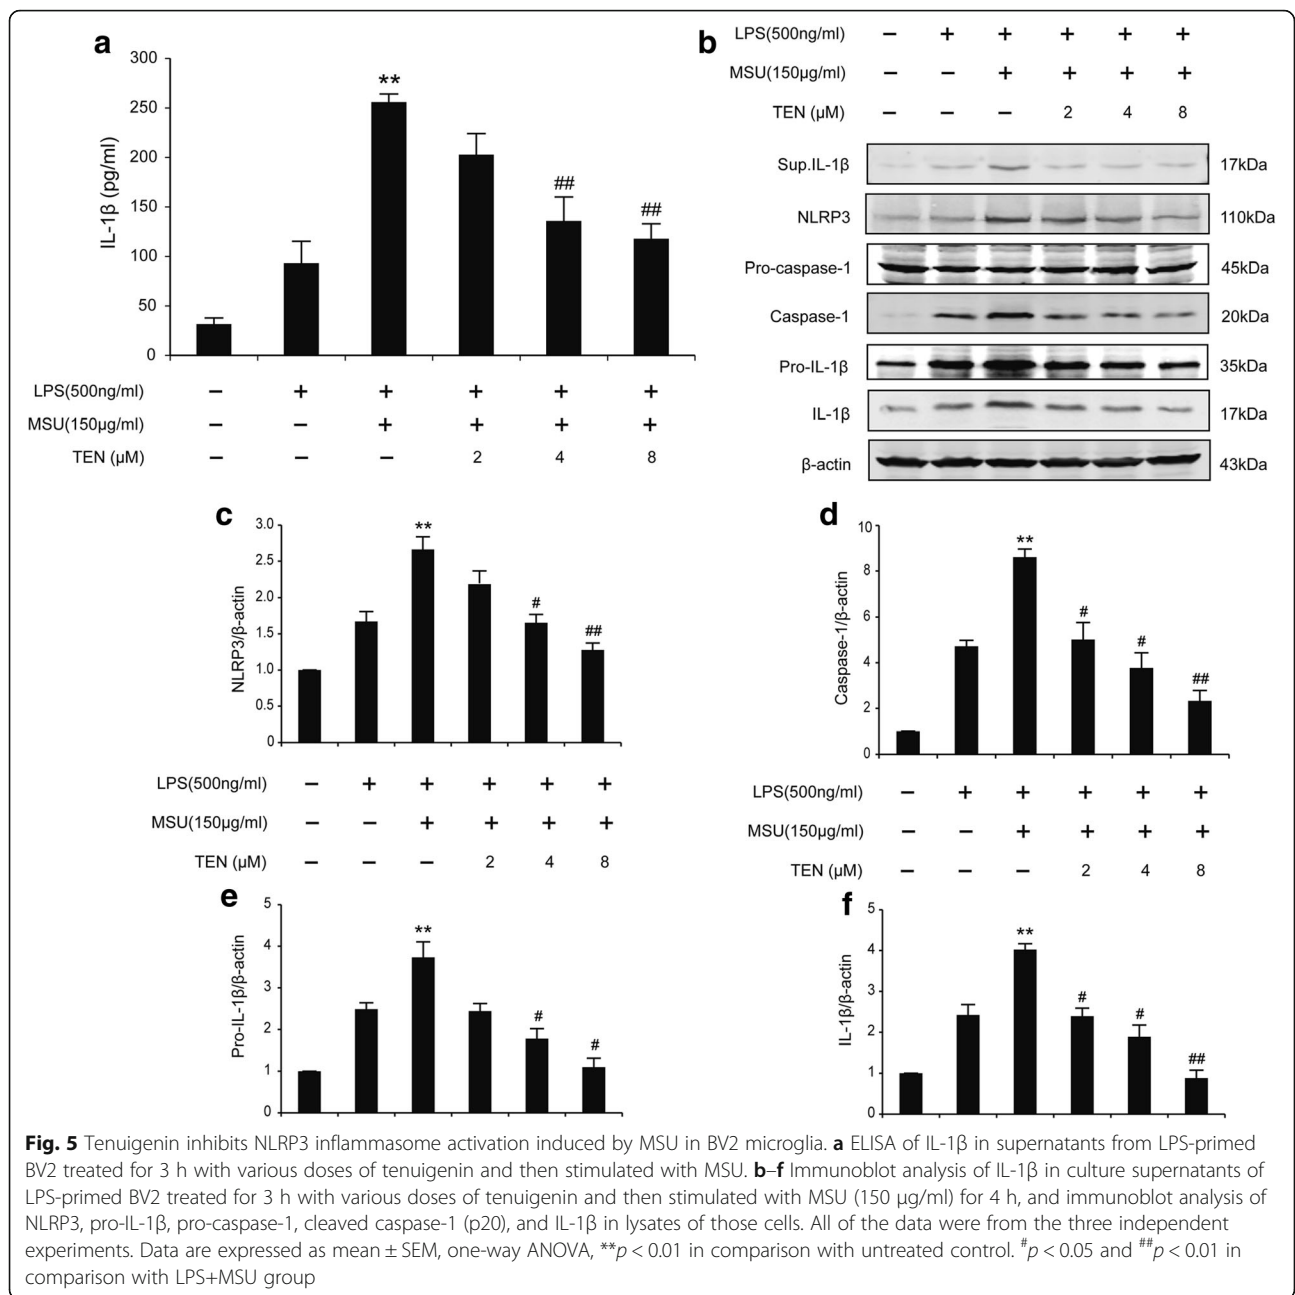 a
300
250
200
150
100
50
0
IL-1β (pg/ml)
**
##
##
LPS(500ng/ml) − + + + + +
MSU(150µg/ml) − − + + + +
TEN (µM) − − − 2 4 8
b
LPS(500ng/ml) − + + + + +
MSU(150µg/ml) − − + + + +
TEN (µM) − − − 2 4 8
Sup.IL-1β 17kDa
NLRP3 110kDa
Pro-caspase-1 45kDa
Caspase-1 20kDa
Pro-IL-1β 35kDa
IL-1β 17kDa
β-actin 43kDa
c
3.0
2.5
2.0
1.5
1.0
0.5
0
NLRP3/β-actin
**
#
##
LPS(500ng/ml) − + + + + +
MSU(150µg/ml) − − + + + +
TEN (µM) − − − 2 4 8
d
10
8
6
4
2
0
Caspase-1/β-actin
**
#
#
##
LPS(500ng/ml) − + + + + +
MSU(150µg/ml) − − + + + +
TEN (µM) − − − 2 4 8
e
5
4
3
2
1
0
Pro-IL-1β/β-actin
**
#
#
f
5
4
3
2
1
0
IL-1β/β-actin
**
#
#
##
Fig. 5 Tenuigenin inhibits NLRP3 inflammasome activation induced by MSU in BV2 microglia. a ELISA of IL-1β in supernatants from LPS-primed
BV2 treated for 3 h with various doses of tenuigenin and then stimulated with MSU. b–f Immunoblot analysis of IL-1β in culture supernatants of
LPS-primed BV2 treated for 3 h with various doses of tenuigenin and then stimulated with MSU (150 µg/ml) for 4 h, and immunoblot analysis of
NLRP3, pro-IL-1β, pro-caspase-1, cleaved caspase-1 (p20), and IL-1β in lysates of those cells. All of the data were from the three independent
experiments. Data are expressed as mean ± SEM, one-way ANOVA, **p < 0.01 in comparison with untreated control. #p < 0.05 and ##p < 0.01 in
comparison with LPS+MSU group